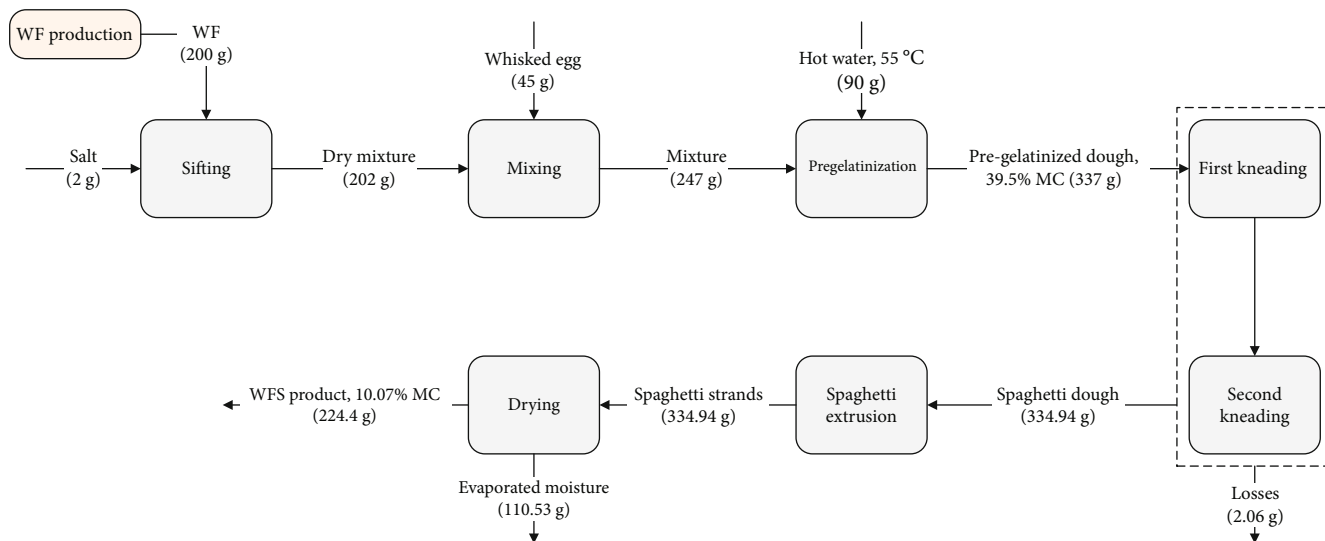 WF production
WF
(200 g)
Whisked egg
(45 g)
Hot water, 55 °C
(90 g)
Salt
(2 g)
Sifting
Dry mixture
(202 g)
Mixing
Mixture
(247 g)
Pregelatinization
Pre-gelatinized dough,
39.5% MC (337 g)
First kneading
WFS product, 10.07% MC
(224.4 g)
Drying
Spaghetti strands
(334.94 g)
Spaghetti
extrusion
Spaghetti dough
(334.94 g)
Second
kneading
Evaporated moisture
(110.53 g)
Losses
(2.06 g)